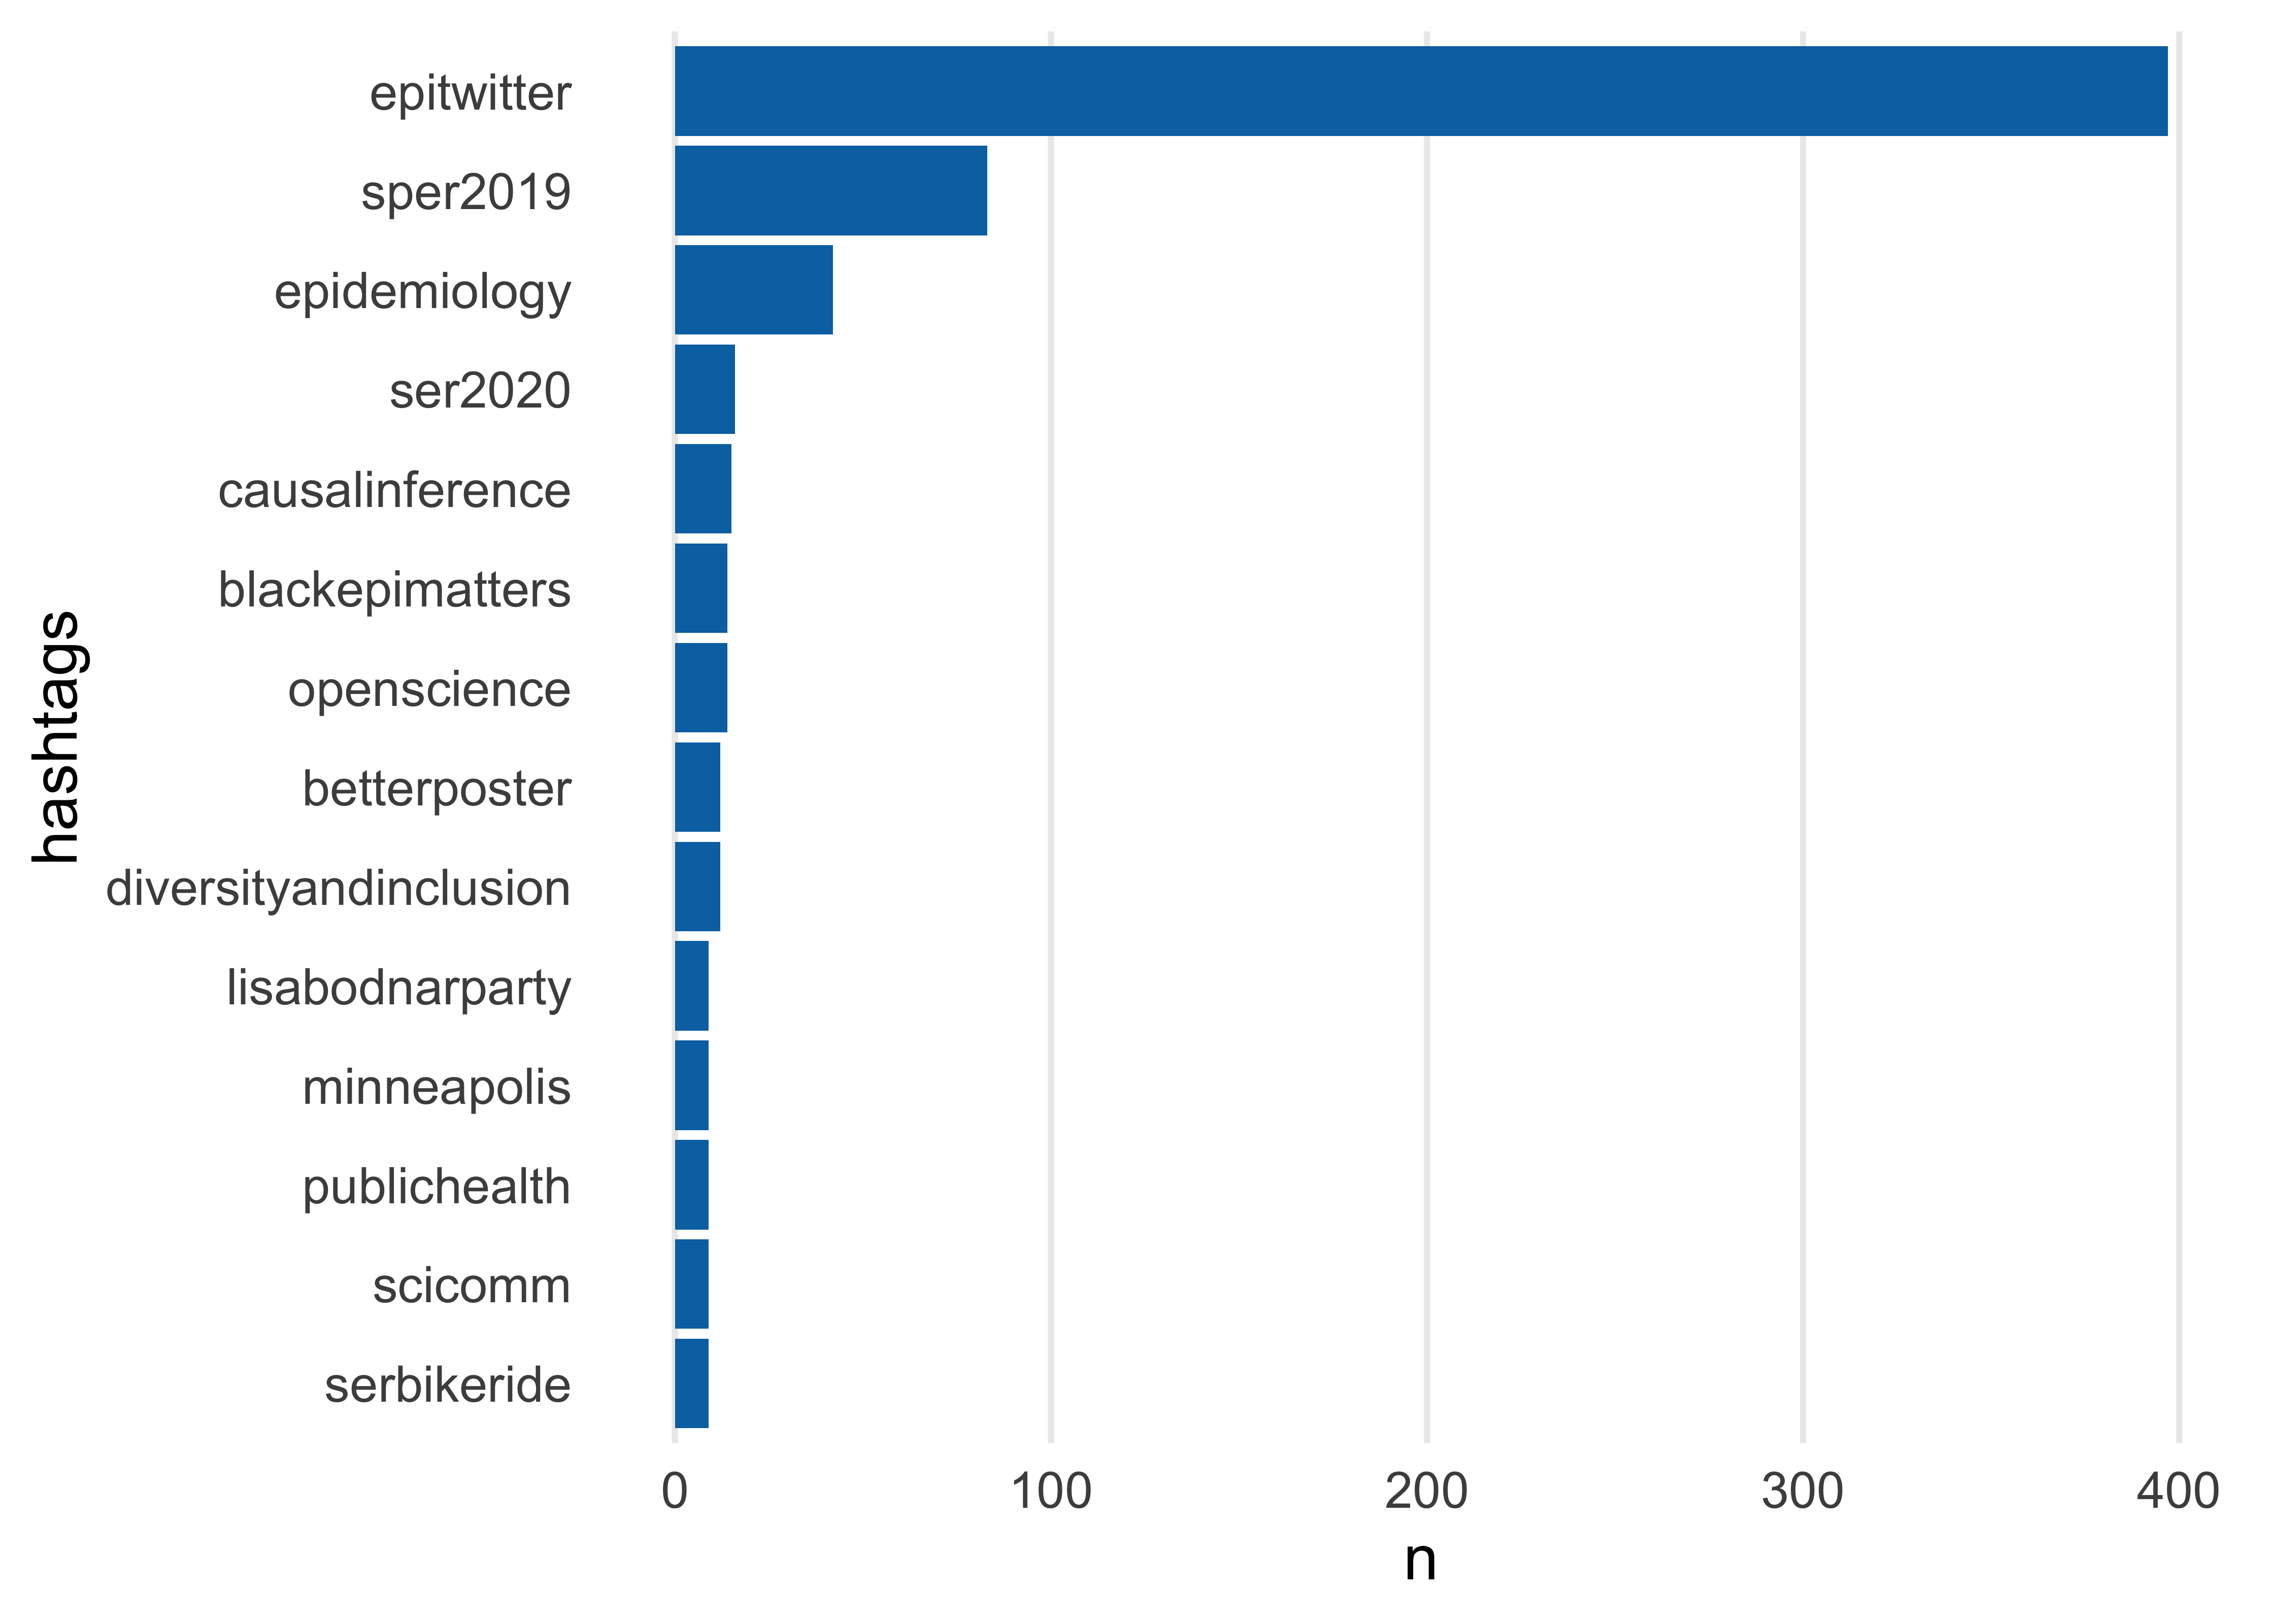 epitwitter
sper2019
epidemiology
ser2020
causalinference
blackepimatters
openscience
betterposter
diversityandinclusion
lisabodnarparty
minneapolis
publichealth
scicomm
serbikeride
hashtags
0 100 200 300 400
n